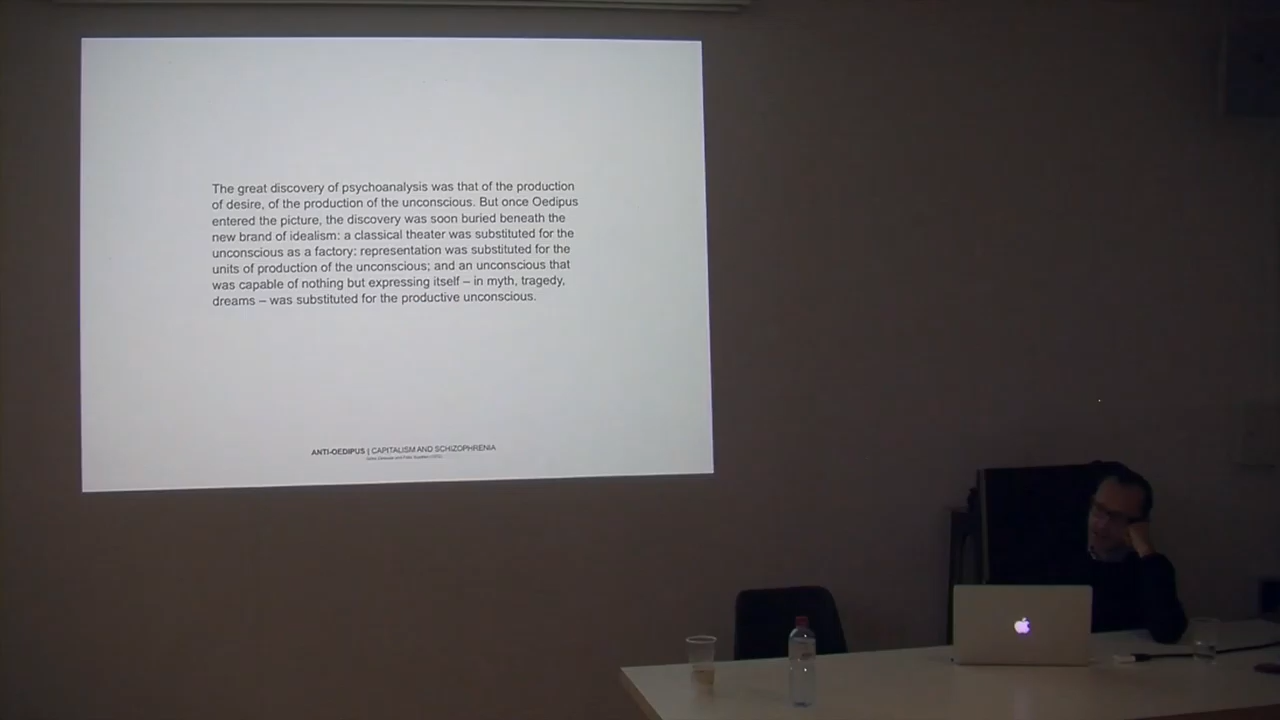 The great discovery of psychoanalysis was that of the production
of desire, of the production of the unconscious. But once Oedipus
entered the picture, the discovery was soon buried beneath the
new brand of idealism: a classical theater was substituted for the
unconscious as a factory; representation was substituted for the
units of production of the unconscious; and an unconscious that
was capable of nothing but expressing itself – in myth, tragedy,
dreams – was substituted for the productive unconscious.
ANTI-OEDIPUS | CAPITALISM AND SCHIZOPHRENIA